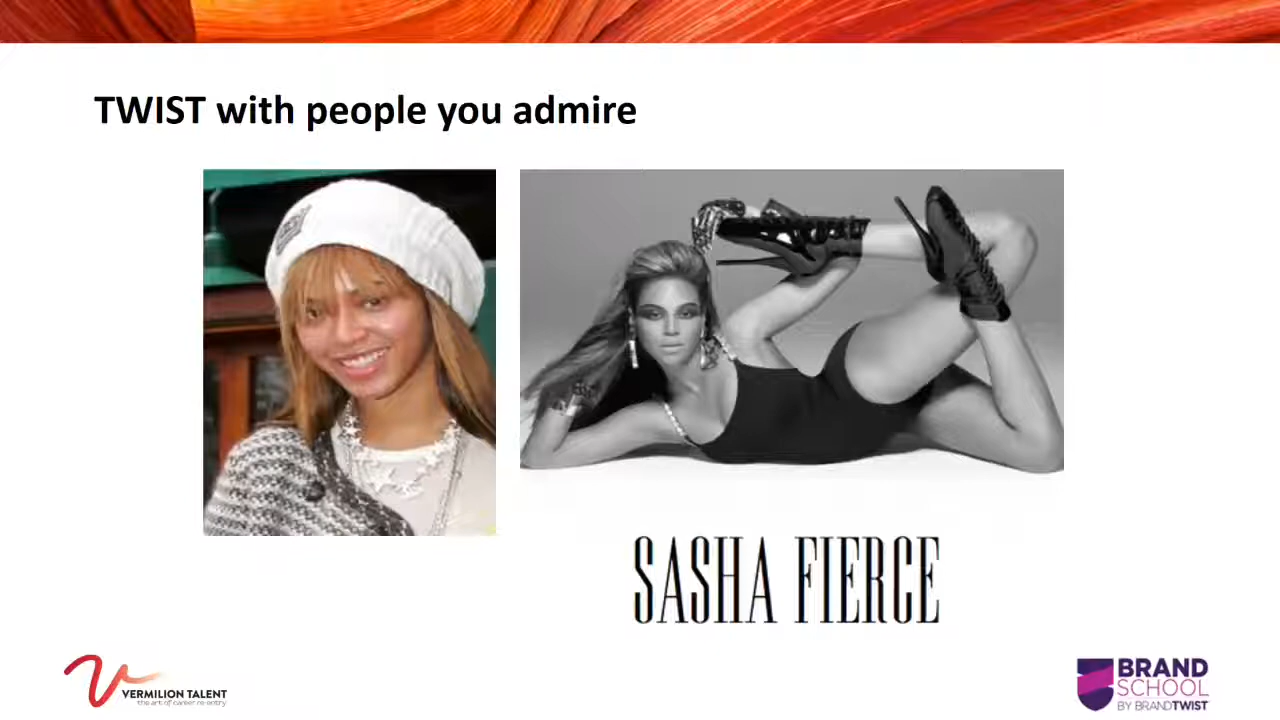 TWIST with people you admire
SASHA FIERCE
VERMILION TALENT
the art of career re-entry
BRAND
SCHOOL
BY BRANDTWIST